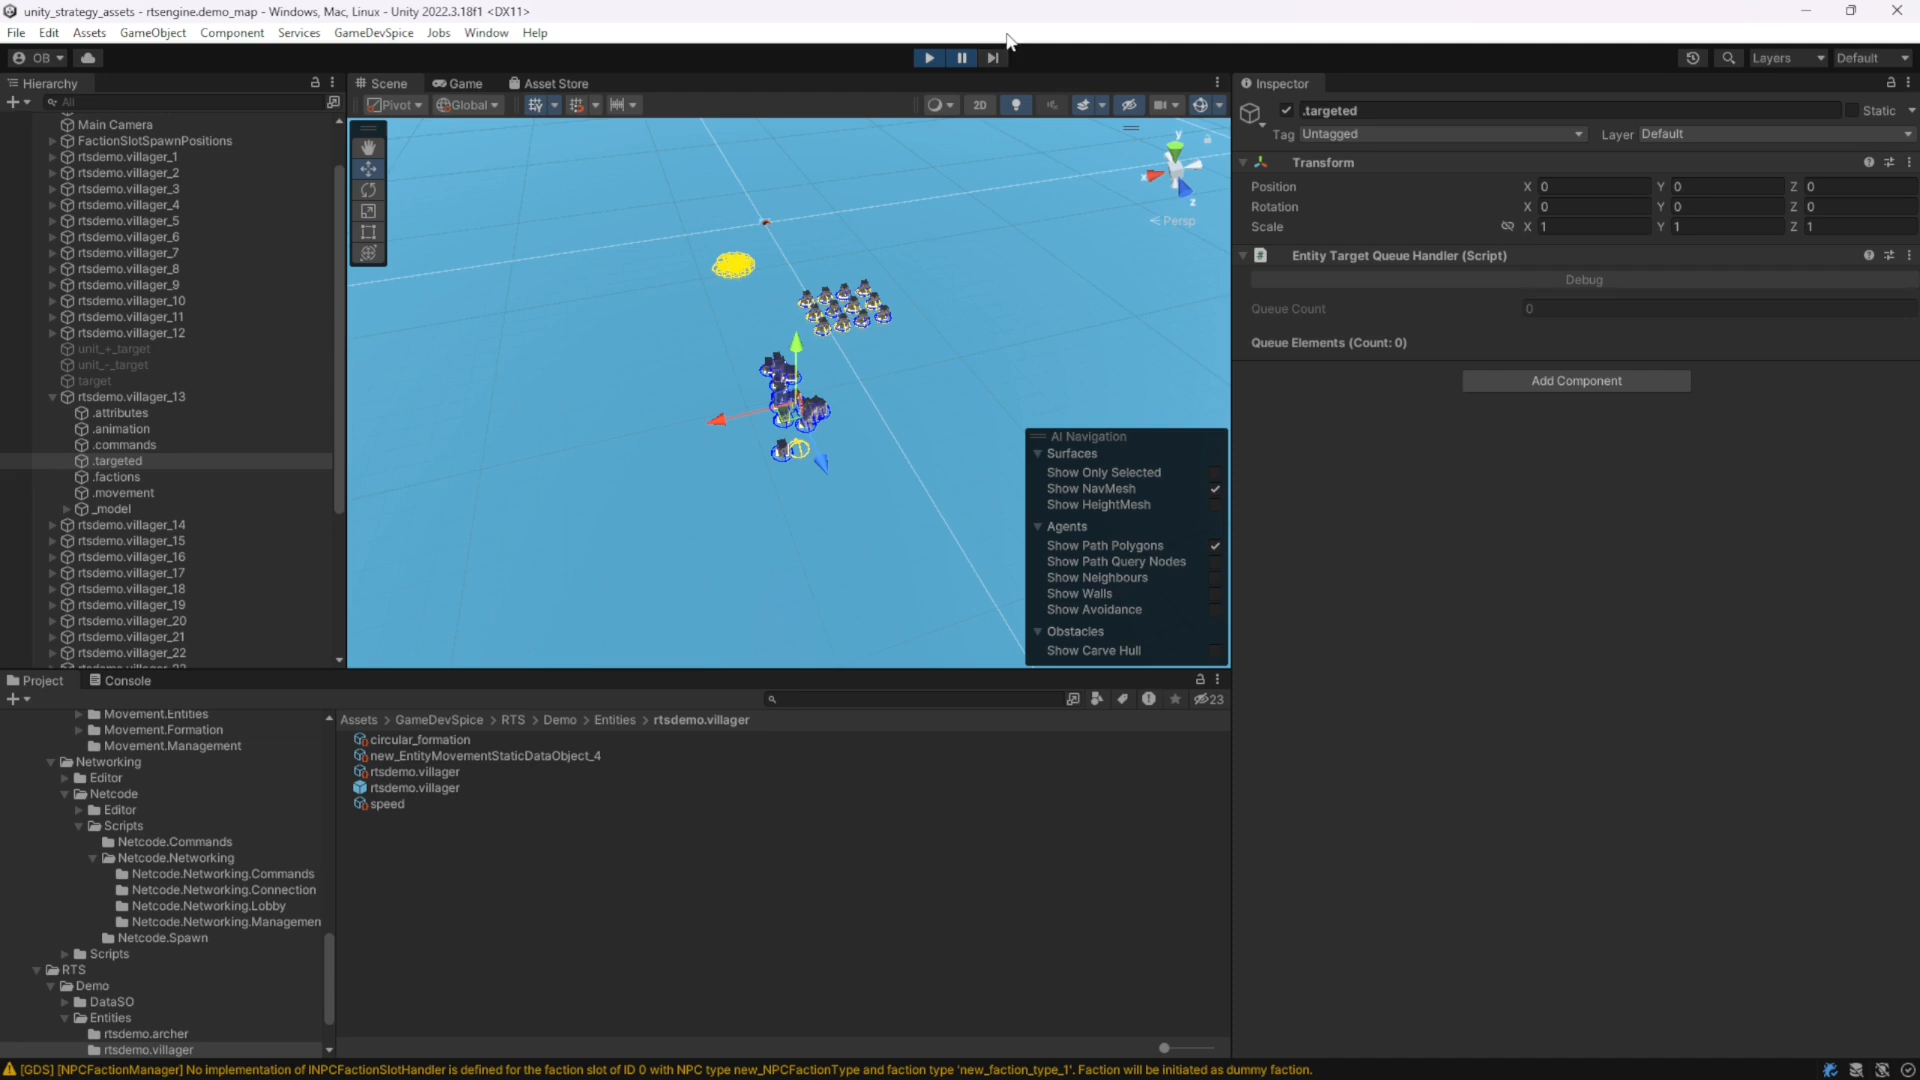 unity_strategy_assets - rtsengine.demo_map - Windows, Mac, Linux - Unity 2022.3.18f1 <DX11>
File Edit Assets GameObject Component Services GameDevSpice Jobs Window Help
OB Layers Default
Hierarchy
All
Main Camera
FactionSlotSpawnPositions
rtsdemo.villager_1
rtsdemo.villager_2
rtsdemo.villager_3
rtsdemo.villager_4
rtsdemo.villager_5
rtsdemo.villager_6
rtsdemo.villager_7
rtsdemo.villager_8
rtsdemo.villager_9
rtsdemo.villager_10
rtsdemo.villager_11
rtsdemo.villager_12
unit_+_target
unit_-_target
target
rtsdemo.villager_13
.attributes
.animation
.commands
.targeted
.factions
.movement
_model
rtsdemo.villager_14
rtsdemo.villager_15
rtsdemo.villager_16
rtsdemo.villager_17
rtsdemo.villager_18
rtsdemo.villager_19
rtsdemo.villager_20
rtsdemo.villager_21
rtsdemo.villager_22
Scene Game Asset Store
Pivot Global 2D
y
x
z
Persp
AI Navigation
Surfaces
Show Only Selected
Show NavMesh
Show HeightMesh
Agents
Show Path Polygons
Show Path Query Nodes
Show Neighbours
Show Walls
Show Avoidance
Obstacles
Show Carve Hull
Inspector
.targeted Static
Tag Untagged Layer Default
Transform
Position X 0 Y 0 Z 0
Rotation X 0 Y 0 Z 0
Scale X 1 Y 1 Z 1
Entity Target Queue Handler (Script)
Debug
Queue Count 0
Queue Elements (Count: 0)
Add Component
Project Console
23
Movement.Entities
Movement.Formation
Movement.Management
Networking
Editor
Netcode
Editor
Scripts
Netcode.Commands
Netcode.Networking
Netcode.Networking.Commands
Netcode.Networking.Connection
Netcode.Networking.Lobby
Netcode.Networking.Managemen
Netcode.Spawn
Scripts
RTS
Demo
DataSO
Entities
rtsdemo.archer
rtsdemo.villager
Assets > GameDevSpice > RTS > Demo > Entities > rtsdemo.villager
circular_formation
new_EntityMovementStaticDataObject_4
rtsdemo.villager
rtsdemo.villager
speed
[GDS] [NPCFactionManager] No implementation of INPCFactionSlotHandler is defined for the faction slot of ID 0 with NPC type new_NPCFactionType and faction type 'new_faction_type_1'. Faction will be initiated as dummy faction.